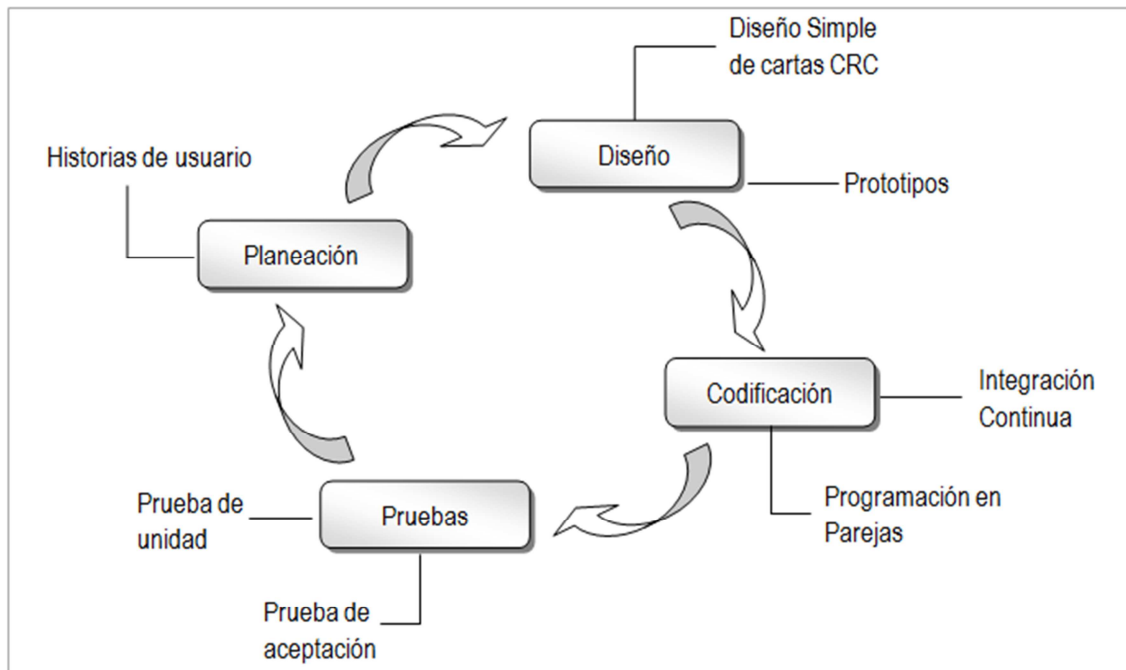 Diseño Simple
de cartas CRC
Diseño
Prototipos
Historias de usuario
Planeación
Codificación
Integración
Continua
Programación en
Parejas
Pruebas
Prueba de
unidad
Prueba de
aceptación